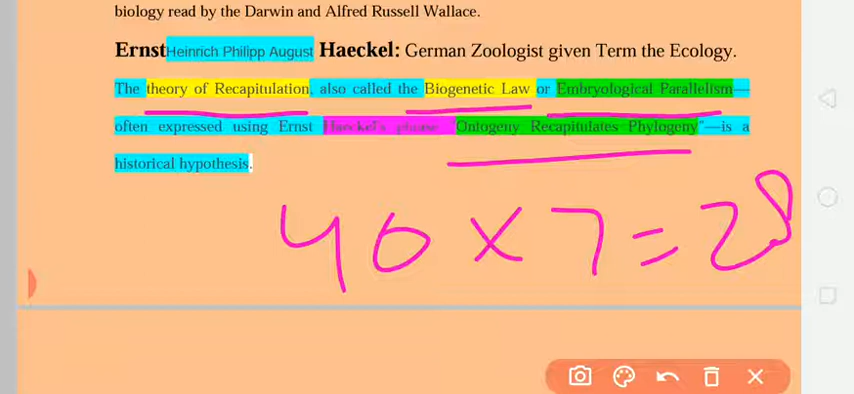 biology read by the Darwin and Alfred Russell Wallace.
Ernst Heinrich Philipp August Haeckel: German Zoologist given Term the Ecology.
The theory of Recapitulation, also called the Biogenetic Law or Embryological Parallelism—
often expressed using Ernst Haeckel's phrase "Ontogeny Recapitulates Phylogeny"—is a
historical hypothesis.
40 × 7 = 28